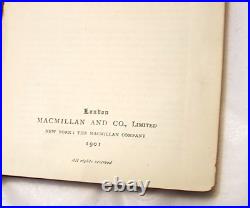 London
MACMILLAN AND CO., LIMITED
NEW YORK: THE MACMILLAN COMPANY
1901
All rights reserved